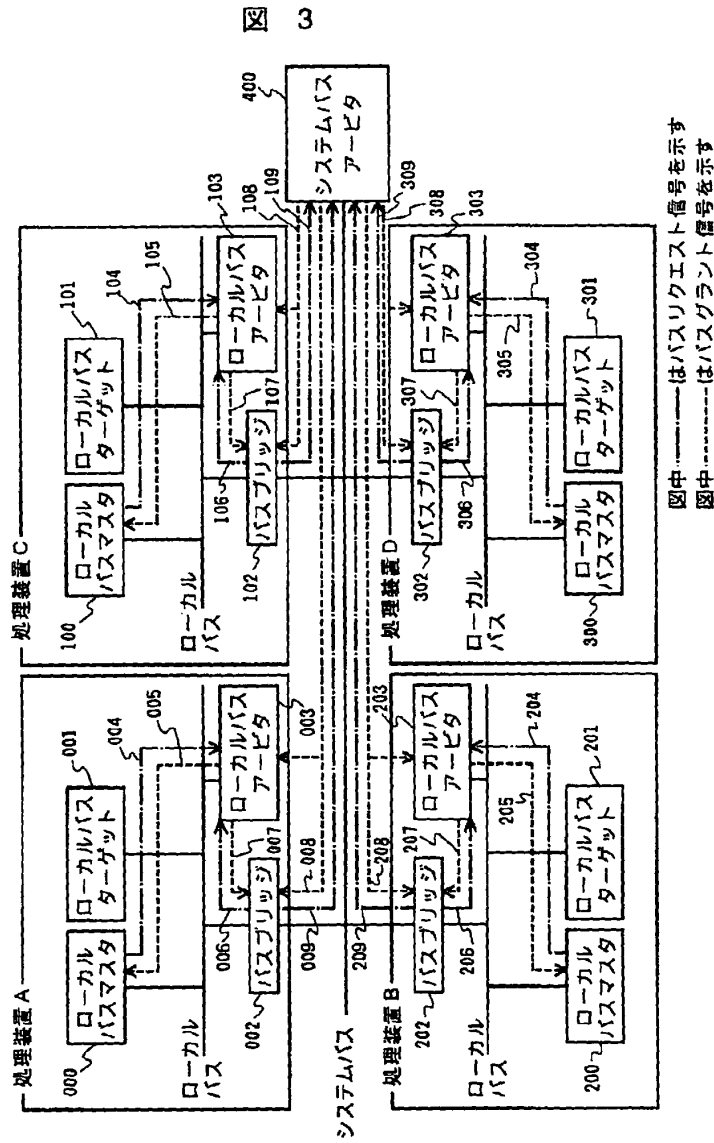 図 3
処理装置A
000
ローカル
バスマスタ
001
ローカルバス
ターゲット
004
005
ローカル
バス
ローカルバス
アービタ
003
006
007
バスブリッジ
002
008
009
処理装置C
100
ローカル
バスマスタ
101
ローカルバス
ターゲット
104
105
ローカル
バス
103
ローカルバス
アービタ
106
107
バスブリッジ
102
108
109
400
システムバス
アービタ
システムバス
処理装置B
209
208
203
バスブリッジ
202
207
ローカルバス
アービタ
206
ローカル
バス
205
204
200
ローカル
バスマスタ
201
ローカルバス
ターゲット
処理装置D
309
308
303
バスブリッジ
302
307
ローカルバス
アービタ
306
ローカル
バス
305
304
300
ローカル
バスマスタ
301
ローカルバス
ターゲット
図中 はバスリクエスト信号を示す
図中 はバスグラント信号を示す